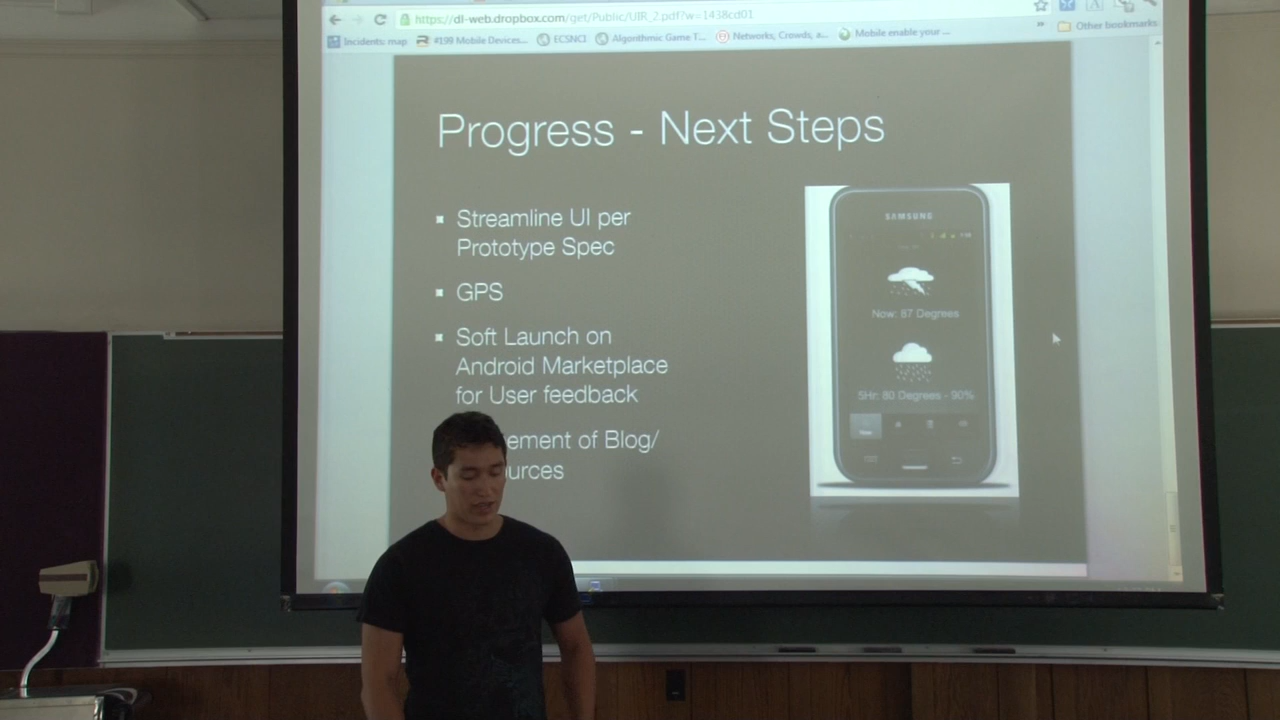 https://dl-web.dropbox.com/get/Public/UIR_2.pdf?w=1438cd01
Incidents: map
#199 Mobile Devices...
ECSNCI
Algorithmic Game T...
Networks, Crowds, a...
Mobile enable your ...
Other bookmarks
Progress - Next Steps
Streamline UI per
Prototype Spec
GPS
Soft Launch on
Android Marketplace
for User feedback
ement of Blog/
urces
SAMSUNG
Now: 87 Degrees
5Hr: 80 Degrees - 90%